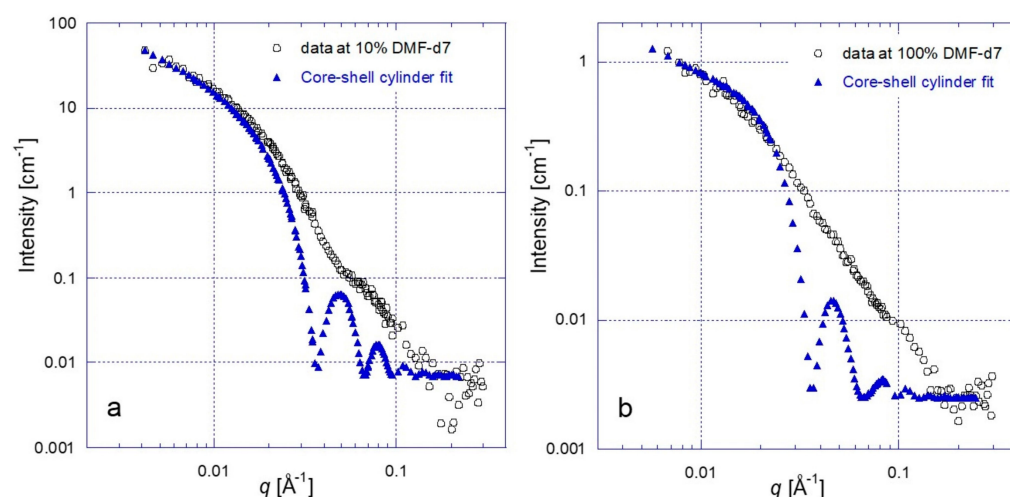 100
10
1
0.1
0.01
0.001
Intensity [cm-1]
data at 10% DMF-d7
Core-shell cylinder fit
a
0.01
0.1
q [Å-1]
1
0.1
0.01
0.001
Intensity [cm-1]
data at 100% DMF-d7
Core-shell cylinder fit
b
0.01
0.1
q [Å-1]